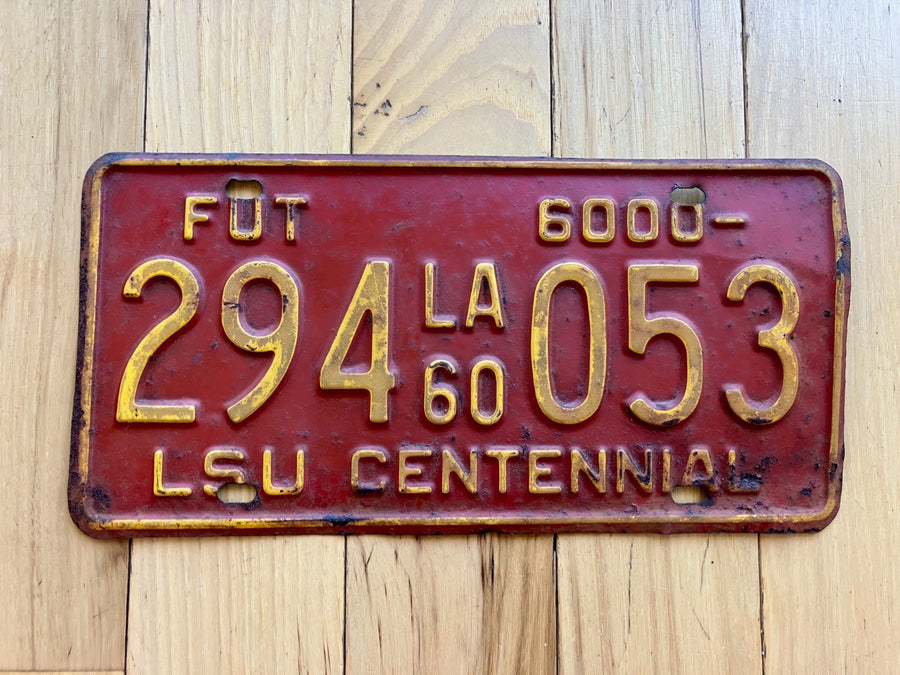 FUT 6000-
294 LA 60 053
LSU CENTENNIAL